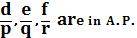 d/p, e/q, f/r are in A.P.